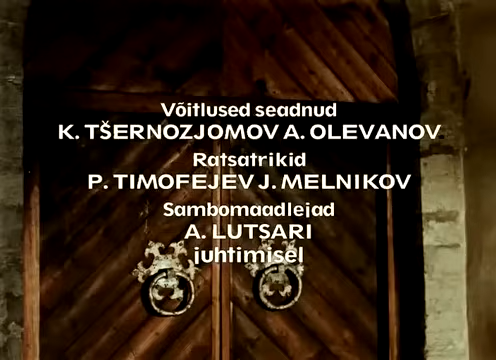 Võitlused seadnud
K. TŠERNOZJOMOV A. OLEVANOV
Ratsatrikid
P. TIMOFEJEV J. MELNIKOV
Sambomaadlejad
A. LUTSARI
juhtimisel